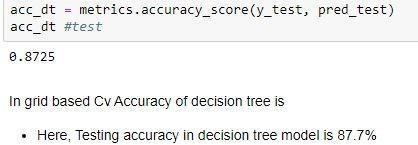 acc_dt = metrics.accuracy_score(y_test, pred_test)
acc_dt #test
0.8725
In grid based Cv Accuracy of decision tree is
• Here, Testing accuracy in decision tree model is 87.7%